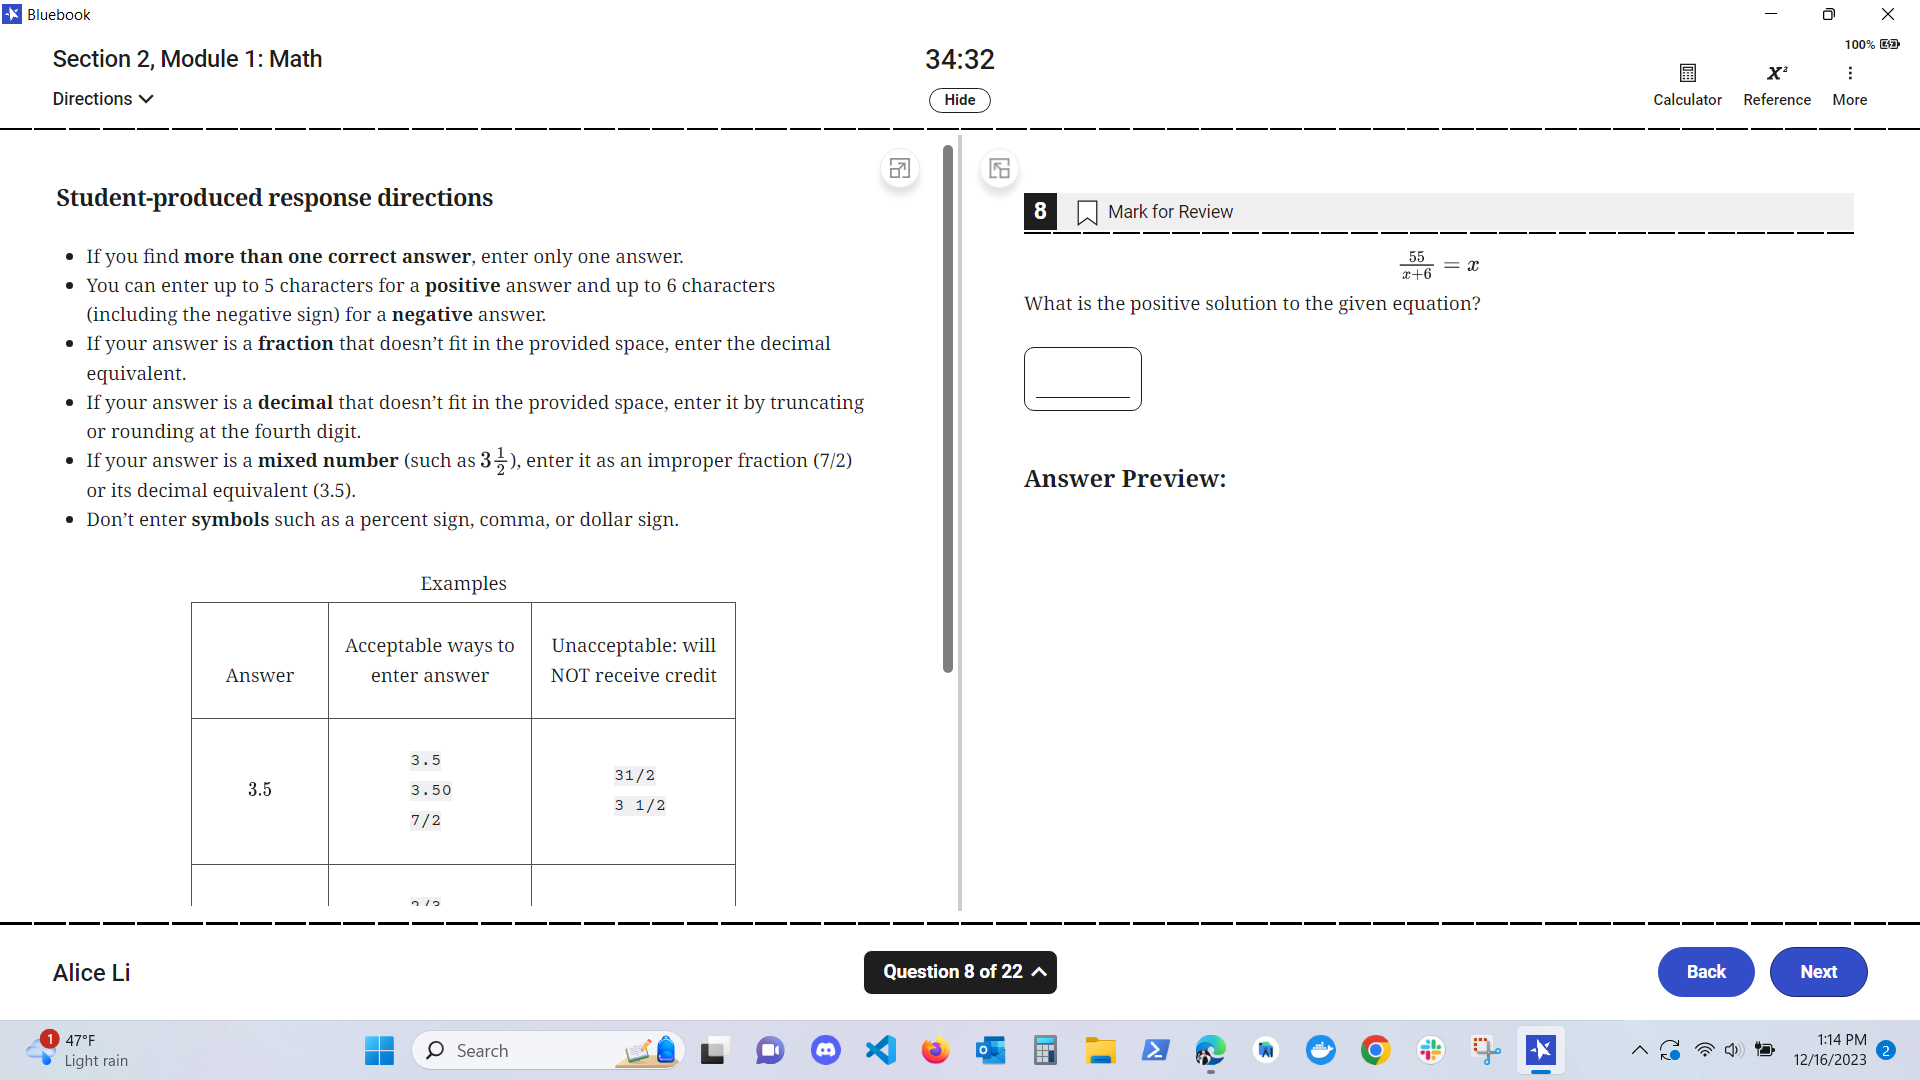 Bluebook
Section 2, Module 1: Math
34:32
100%
Directions
Hide
Calculator
Reference
More
Student-produced response directions
• If you find more than one correct answer, enter only one answer.
• You can enter up to 5 characters for a positive answer and up to 6 characters
(including the negative sign) for a negative answer.
• If your answer is a fraction that doesn’t fit in the provided space, enter the decimal
equivalent.
• If your answer is a decimal that doesn’t fit in the provided space, enter it by truncating
or rounding at the fourth digit.
• If your answer is a mixed number (such as 3 1/2), enter it as an improper fraction (7/2)
or its decimal equivalent (3.5).
• Don’t enter symbols such as a percent sign, comma, or dollar sign.
Examples
Answer
Acceptable ways to
enter answer
Unacceptable: will
NOT receive credit
3.5
3.5
3.50
7/2
31/2
3 1/2
2/3
8
Mark for Review
55/(x+6) = x
What is the positive solution to the given equation?
Answer Preview:
Alice Li
Question 8 of 22
Back
Next
1
47°F
Light rain
Search
1:14 PM
12/16/2023
2